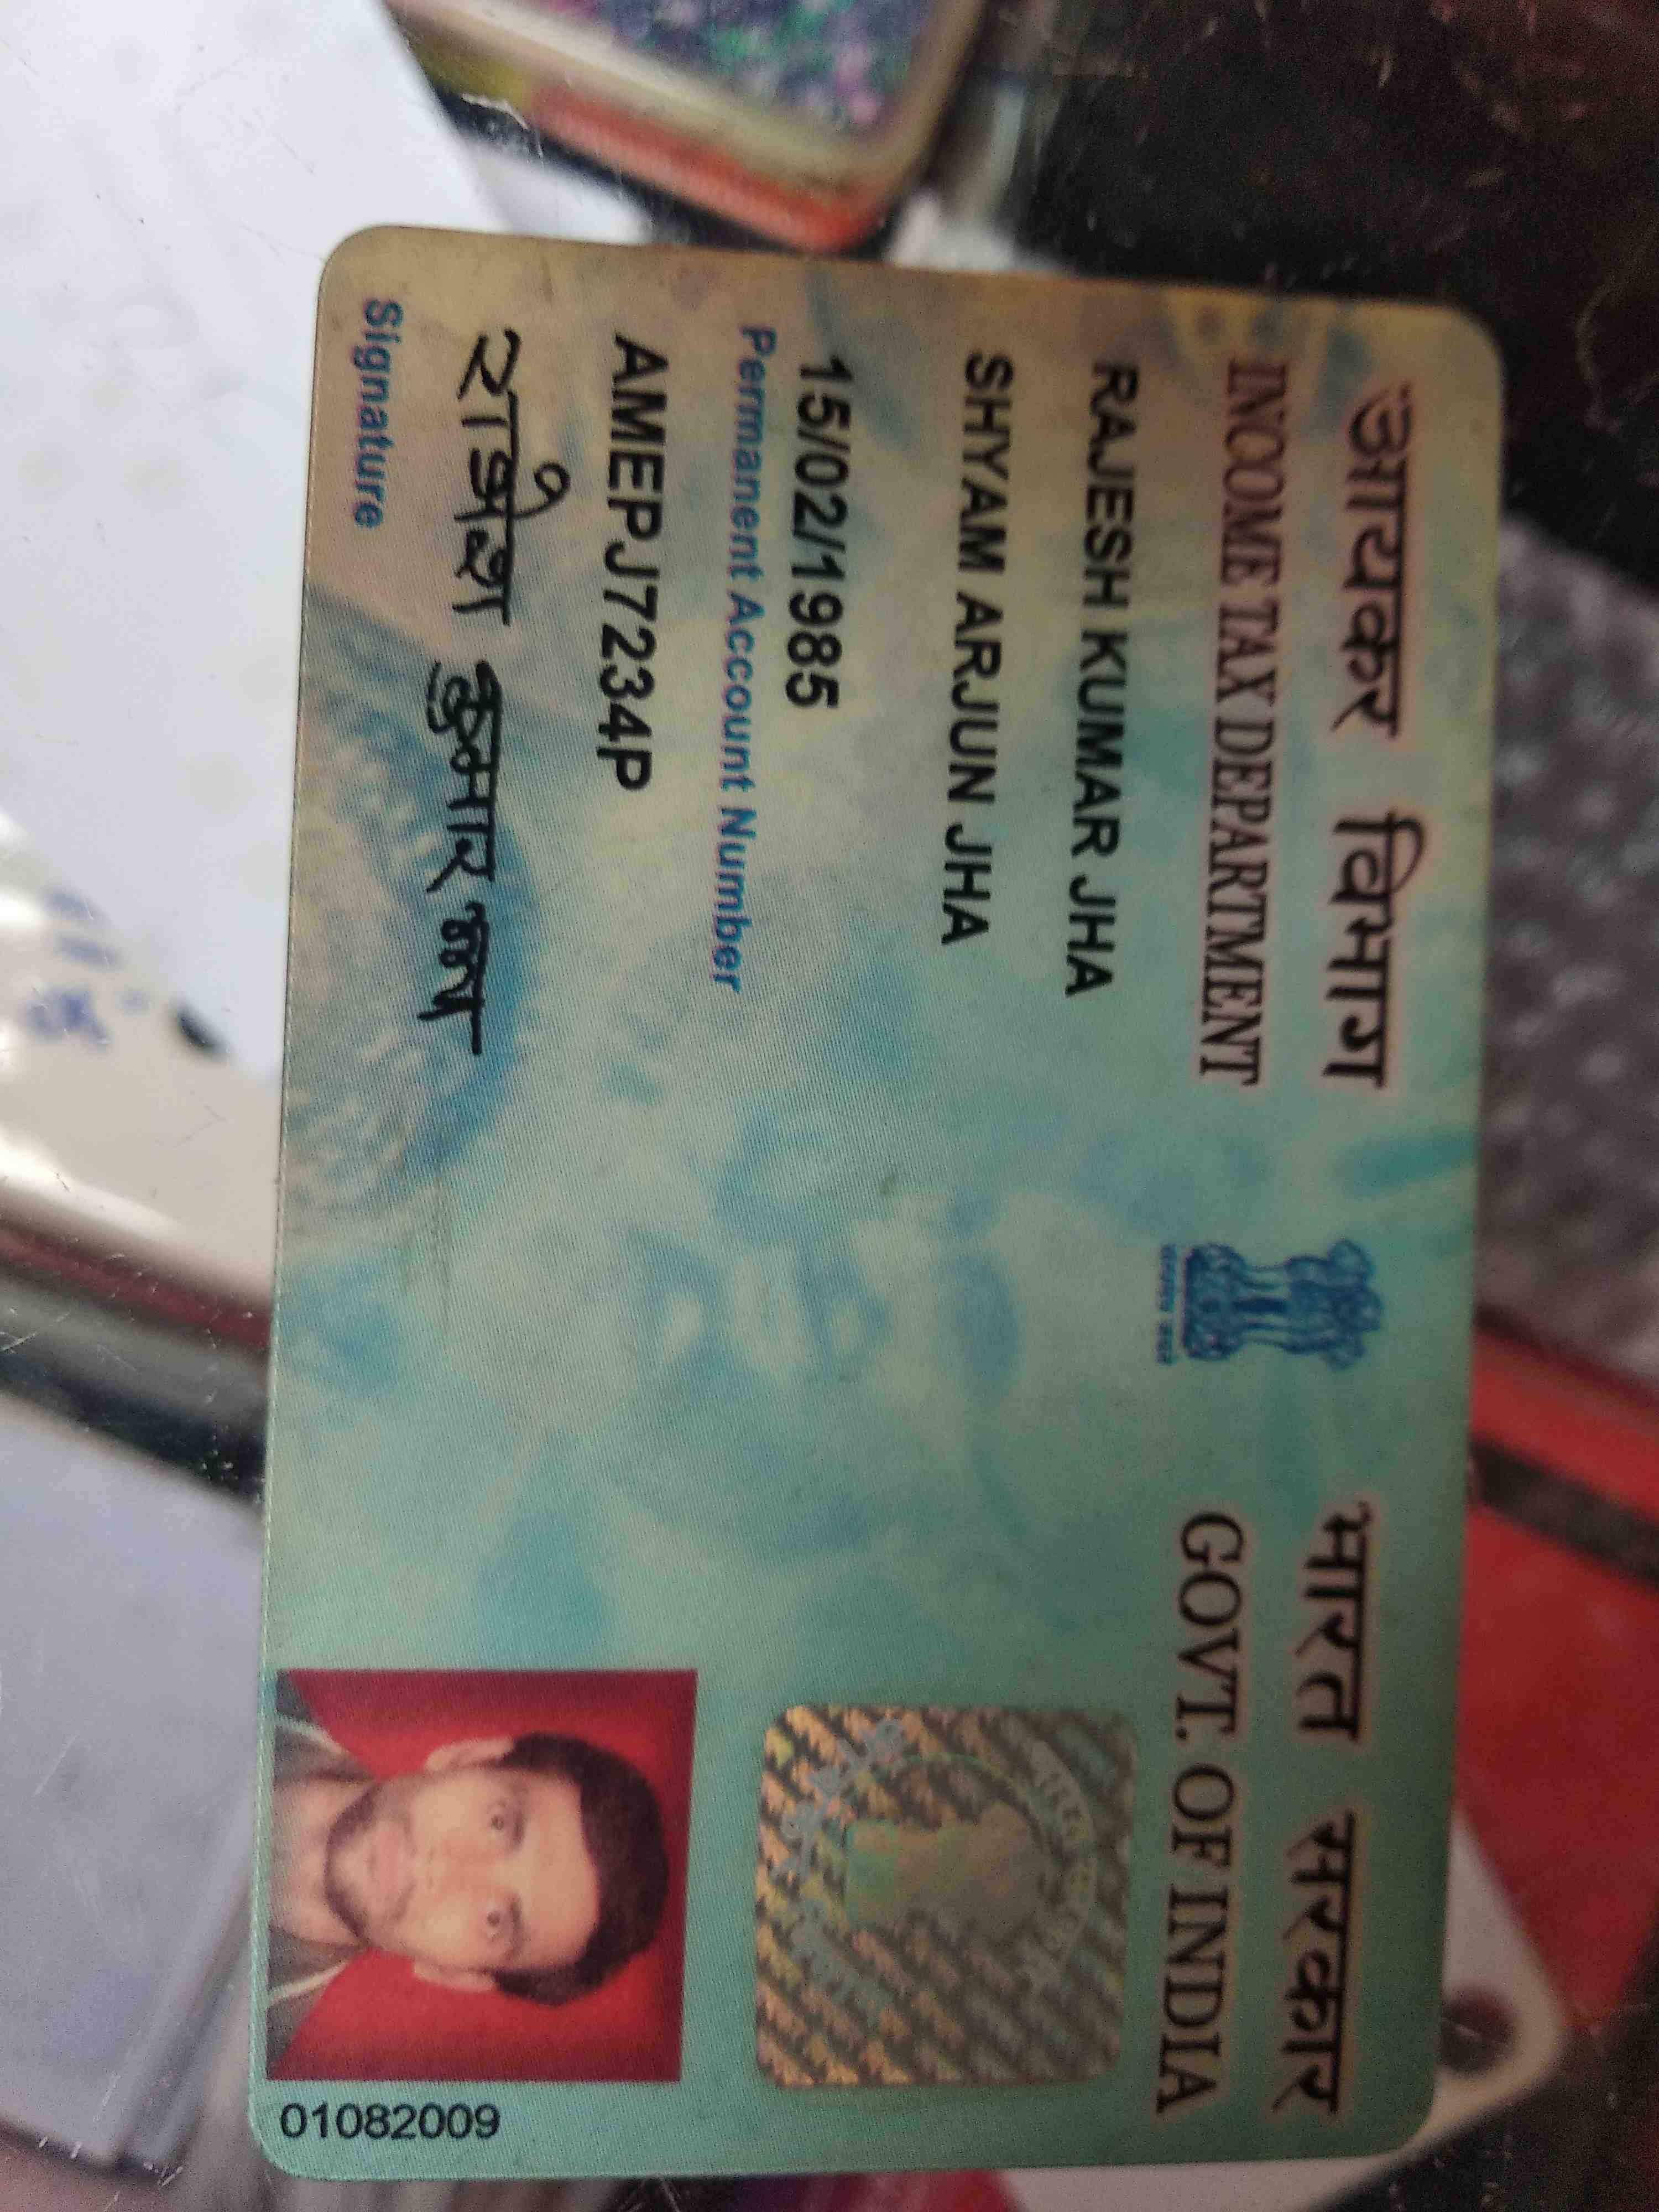 आयकर विभाग
INCOME TAX DEPARTMENT
भारत सरकार
GOVT. OF INDIA
RAJESH KUMAR JHA
SHYAM ARJUN JHA
15/02/1985
Permanent Account Number
AMEPJ7234P
राजेश कुमार झा
Signature
01082009